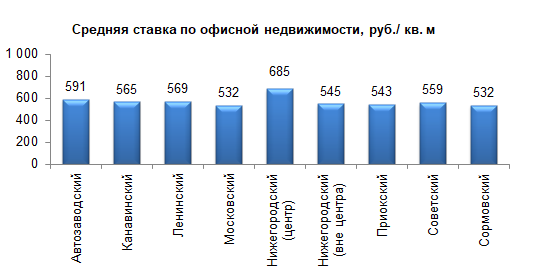 Средняя ставка по офисной недвижимости, руб./ кв. м
1 000
800
600
400
200
0
591
565
569
532
685
545
543
559
532
Автозаводский
Канавинский
Ленинский
Московский
Нижегородский
(центр)
Нижегородский
(вне центра)
Приокский
Советский
Сормовский